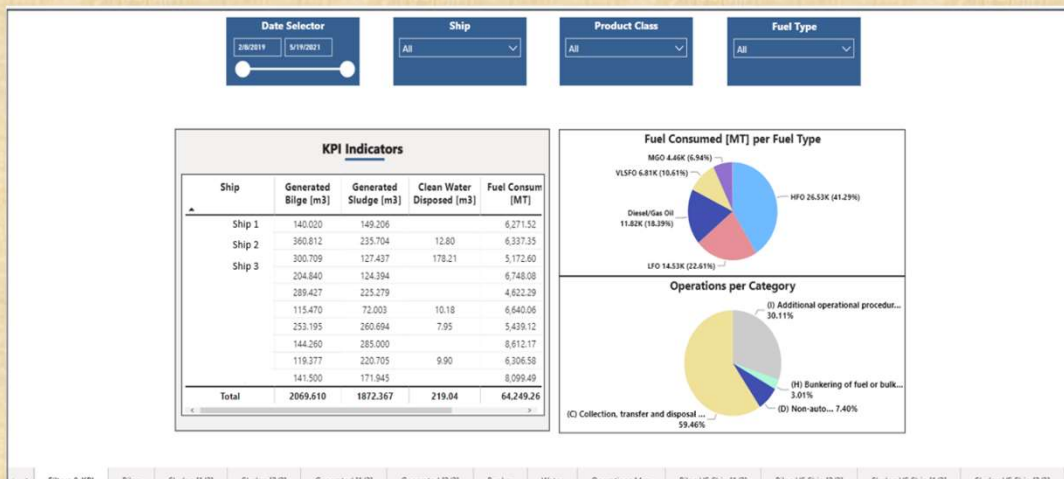 Date Selector
2/8/2019 5/19/2021
Ship
All
Product Class
All
Fuel Type
All
KPI Indicators
Ship Generated Bilge [m3] Generated Sludge [m3] Clean Water Disposed [m3] Fuel Consum [MT]
Ship 1 140.020 149.206 6,271.52
Ship 2 360.812 235.704 12.80 6,337.35
Ship 3 300.709 127.437 178.21 5,172.60
204.840 124.394 6,748.08
289.427 225.279 4,622.29
115.470 72.003 10.18 6,640.06
253.195 260.694 7.95 5,439.12
144.260 285.000 8,612.17
119.377 220.705 9.90 6,306.58
141.500 171.945 8,099.49
Total 2069.610 1872.367 219.04 64,249.26
Fuel Consumed [MT] per Fuel Type
MGO 4.46K (6.94%)
VLSFO 6.81K (10.61%)
HFO 26.53K (41.29%)
Diesel/Gas Oil
11.82K (18.39%)
LFO 14.53K (22.61%)
Operations per Category
(I) Additional operational procedur...
30.11%
(H) Bunkering of fuel or bulk...
3.01%
(D) Non-auto... 7.40%
(C) Collection, transfer and disposal ...
59.46%